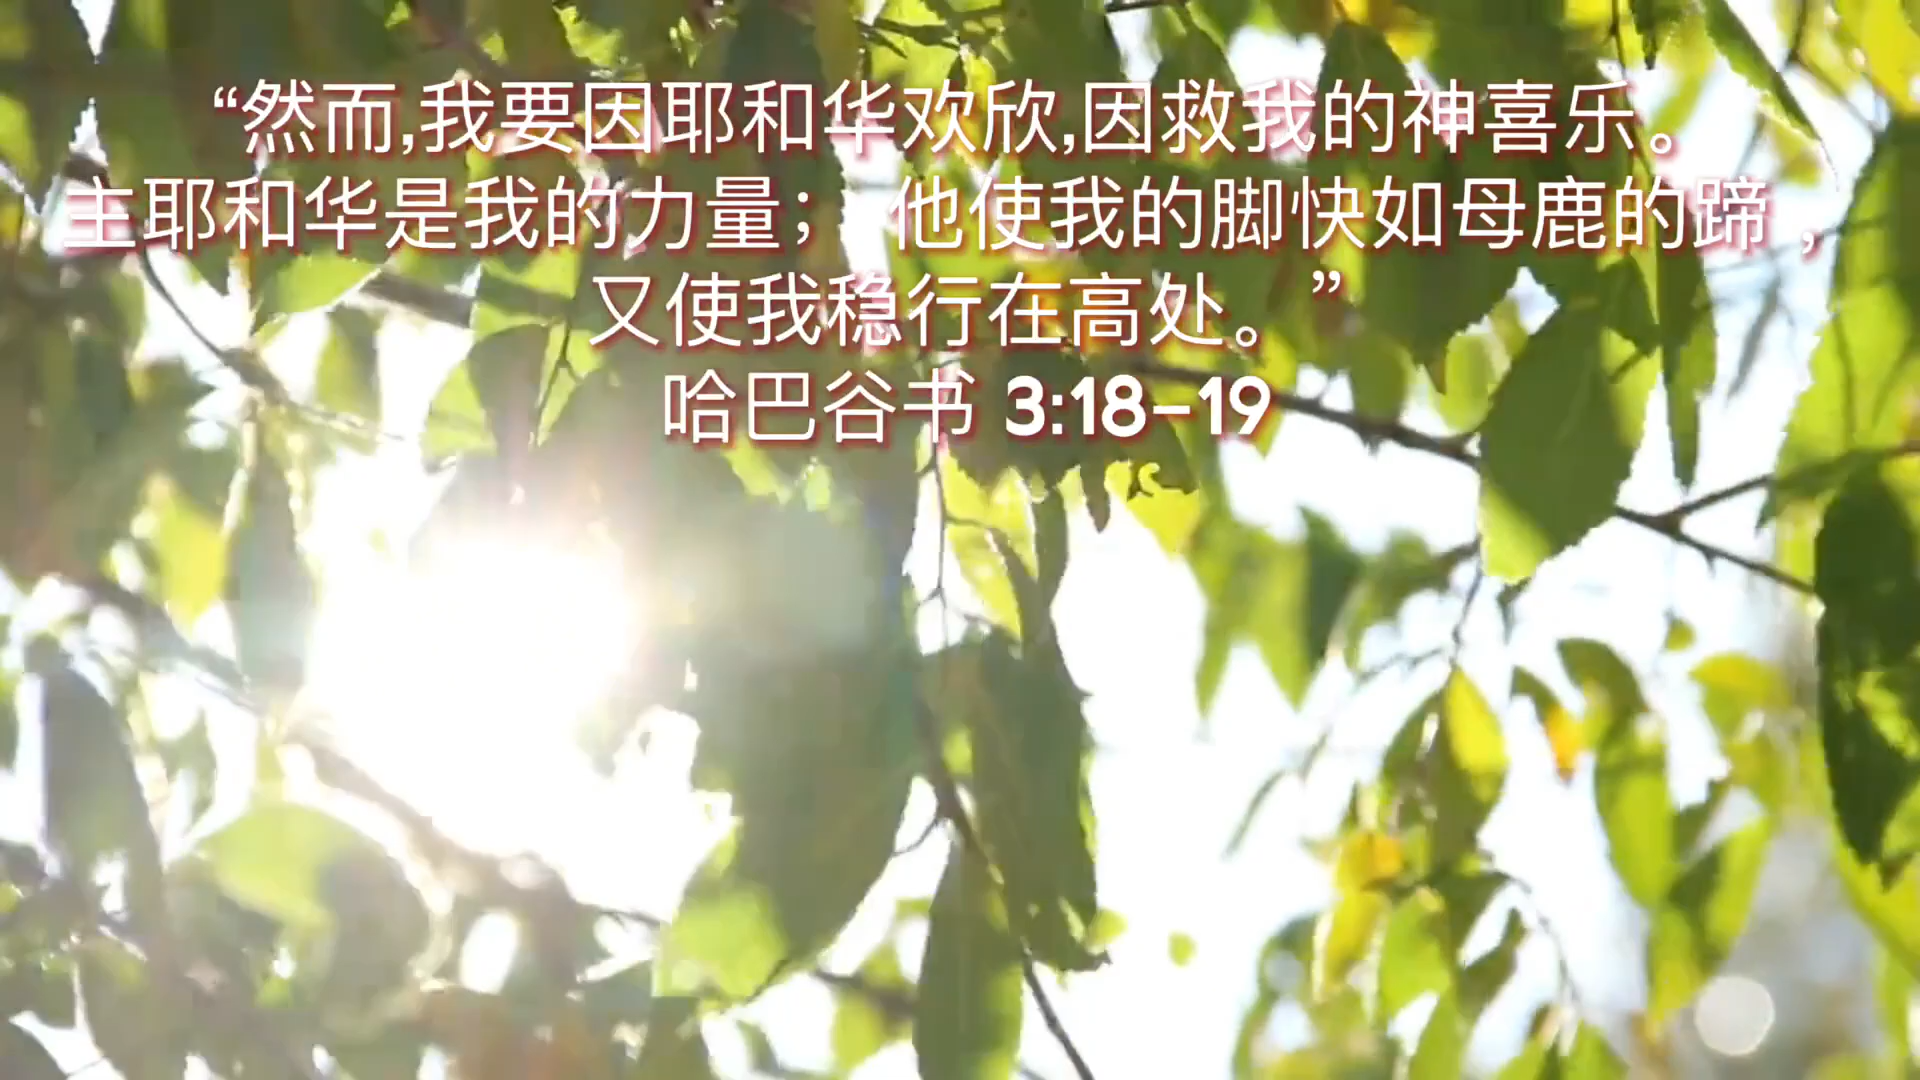 “然而,我要因耶和华欢欣,因救我的神喜乐。
主耶和华是我的力量； 他使我的脚快如母鹿的蹄，
又使我稳行在高处。 ”
哈巴谷书 3:18-19